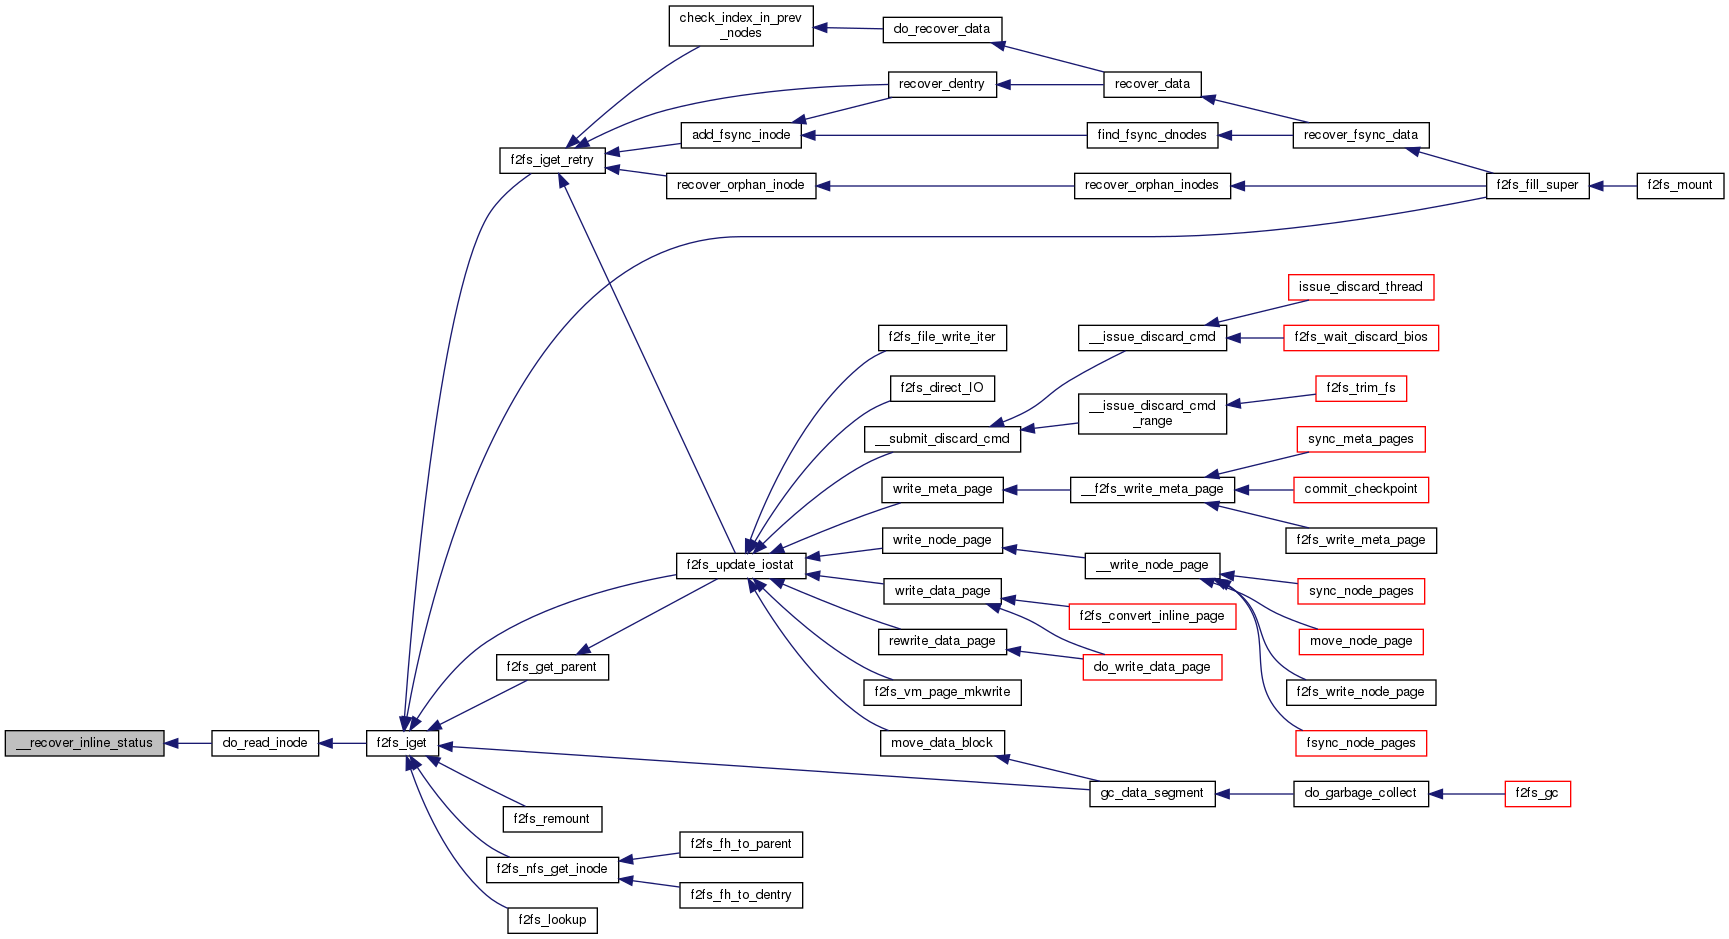 check_index_in_prev
_nodes
do_recover_data
recover_dentry
recover_data
add_fsync_inode
find_fsync_dnodes
recover_fsync_data
f2fs_iget_retry
recover_orphan_inode
recover_orphan_inodes
f2fs_fill_super
f2fs_mount
issue_discard_thread
f2fs_file_write_iter
__issue_discard_cmd
f2fs_wait_discard_bios
f2fs_direct_IO
f2fs_trim_fs
__issue_discard_cmd
_range
__submit_discard_cmd
sync_meta_pages
write_meta_page
__f2fs_write_meta_page
commit_checkpoint
f2fs_write_meta_page
write_node_page
f2fs_update_iostat
__write_node_page
write_data_page
sync_node_pages
f2fs_convert_inline_page
rewrite_data_page
move_node_page
f2fs_get_parent
do_write_data_page
f2fs_vm_page_mkwrite
f2fs_write_node_page
__recover_inline_status
do_read_inode
f2fs_iget
move_data_block
fsync_node_pages
gc_data_segment
do_garbage_collect
f2fs_gc
f2fs_remount
f2fs_fh_to_parent
f2fs_nfs_get_inode
f2fs_fh_to_dentry
f2fs_lookup